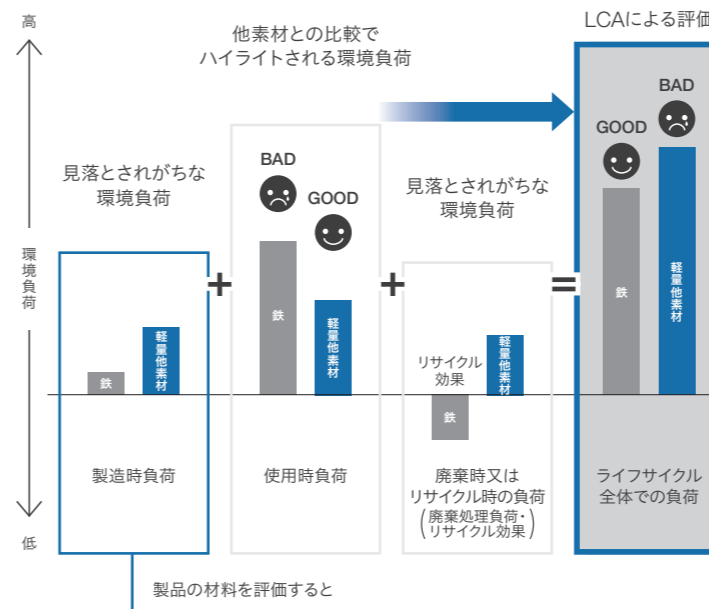 高
LCAによる評価
他素材との比較で
ハイライトされる環境負荷
BAD
GOOD
BAD
GOOD
見落とされがちな
環境負荷
見落とされがちな
環境負荷
環境負荷
+
+
=
鉄
軽量他素材
鉄
軽量他素材
リサイクル
効果
鉄
軽量他素材
鉄
軽量他素材
製造時負荷
使用時負荷
廃棄時又は
リサイクル時の負荷
(廃棄処理負荷・
リサイクル効果)
ライフサイクル
全体での負荷
低
製品の材料を評価すると